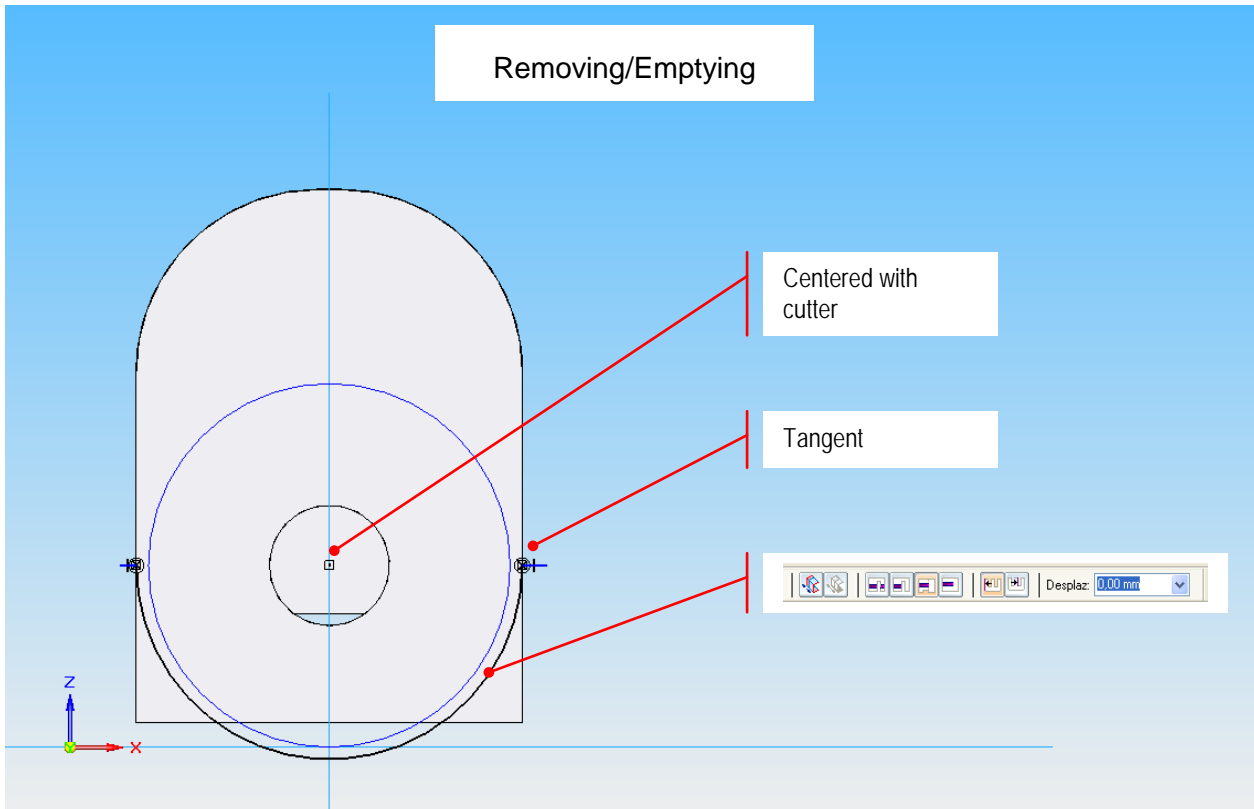 Removing/Emptying
Centered with
cutter
Tangent
Desplaz: 0,00 mm
Z
X